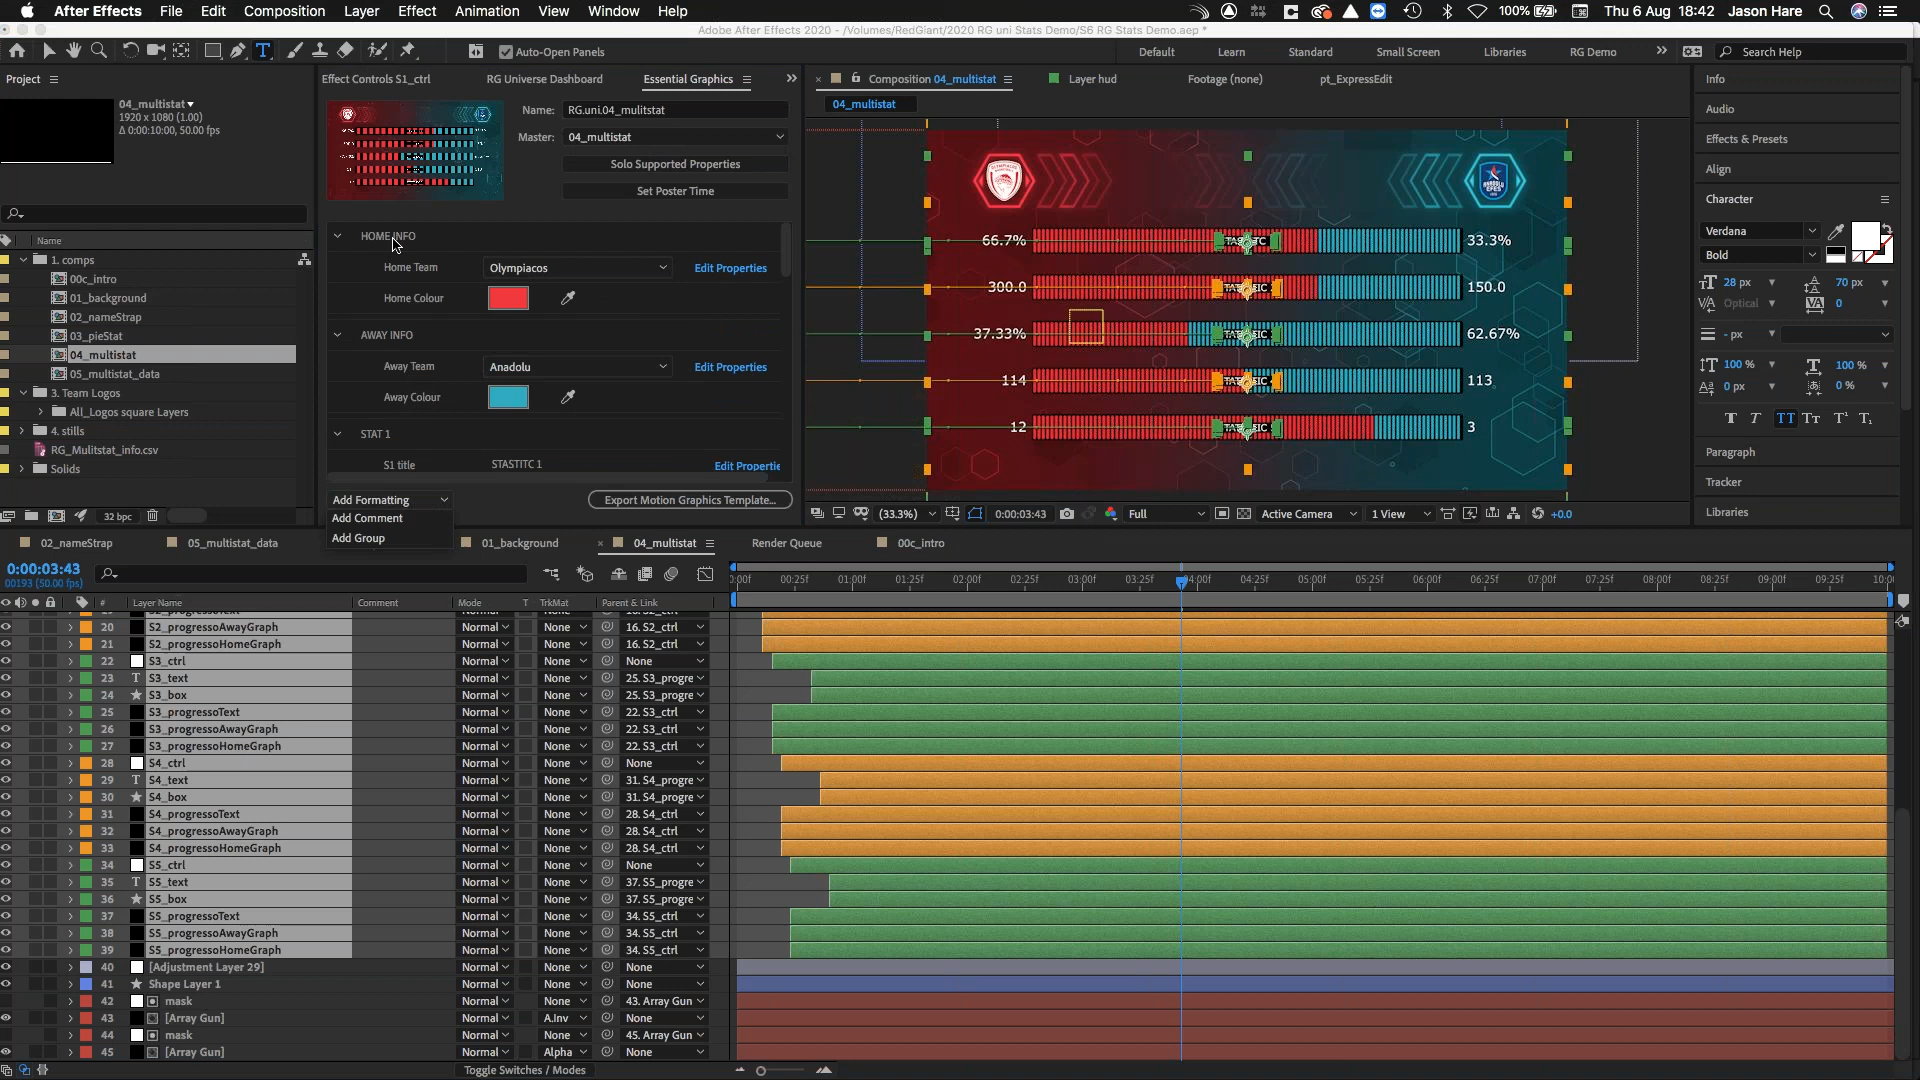 After Effects File Edit Composition Layer Effect Animation View Window Help 100% Thu 6 Aug 18:42 Jason Hare
Adobe After Effects 2020 - /Volumes/RedGiant/2020 RG uni Stats Demo/S6 RG Stats Demo.aep *
Auto-Open Panels Default Learn Standard Small Screen Libraries RG Demo Search Help
Project
04_multistat
1920 x 1080 (1.00)
Δ 0:00:10:00, 50.00 fps
Name
1. comps
00c_intro
01_background
02_nameStrap
03_pieStat
04_multistat
05_multistat_data
3. Team Logos
All_Logos square Layers
4. stills
RG_Mulitstat_info.csv
Solids
32 bpc
Effect Controls S1_ctrl RG Universe Dashboard Essential Graphics
Name: RG.uni.04_mulitstat
Master: 04_multistat
Solo Supported Properties
Set Poster Time
HOME INFO
Home Team Olympiacos Edit Properties
Home Colour
AWAY INFO
Away Team Anadolu Edit Properties
Away Colour
STAT 1
S1 title STASTITC 1 Edit Propertie
Add Formatting Export Motion Graphics Template...
Add Comment
Add Group
Composition 04_multistat Layer hud Footage (none) pt_ExpressEdit
04_multistat
66.7% 33.3%
300.0 150.0
37.33% 62.67%
114 113
12 3
(33.3%) 0:00:03:43 Full Active Camera 1 View +0.0
Info
Audio
Effects & Presets
Align
Character
Verdana
Bold
28 px 70 px
Optical 0
- px
100 % 100 %
0 px 0 %
T T TT Tт T¹ T₁
Paragraph
Tracker
Libraries
02_nameStrap 05_multistat_data 01_background 04_multistat Render Queue 00c_intro
0:00:03:43
00193 (50.00 fps)
0:00f 00:25f 01:00f 01:25f 02:00f 02:25f 03:00f 03:25f 04:00f 04:25f 05:00f 05:25f 06:00f 06:25f 07:00f 07:25f 08:00f 08:25f 09:00f 09:25f 10:0
# Layer Name Comment Mode T TrkMat Parent & Link
20 S2_progressoAwayGraph Normal None 16. S2_ctrl
21 S2_progressoHomeGraph Normal None 16. S2_ctrl
22 S3_ctrl Normal None None
23 T S3_text Normal None 25. S3_progre
24 S3_box Normal None 25. S3_progre
25 S3_progressoText Normal None 22. S3_ctrl
26 S3_progressoAwayGraph Normal None 22. S3_ctrl
27 S3_progressoHomeGraph Normal None 22. S3_ctrl
28 S4_ctrl Normal None None
29 T S4_text Normal None 31. S4_progre
30 S4_box Normal None 31. S4_progre
31 S4_progressoText Normal None 28. S4_ctrl
32 S4_progressoAwayGraph Normal None 28. S4_ctrl
33 S4_progressoHomeGraph Normal None 28. S4_ctrl
34 S5_ctrl Normal None None
35 T S5_text Normal None 37. S5_progre
36 S5_box Normal None 37. S5_progre
37 S5_progressoText Normal None 34. S5_ctrl
38 S5_progressoAwayGraph Normal None 34. S5_ctrl
39 S5_progressoHomeGraph Normal None 34. S5_ctrl
40 [Adjustment Layer 29] Normal None None
41 Shape Layer 1 Normal None None
42 mask Normal None 43. Array Gun
43 [Array Gun] Normal A.Inv None
44 mask Normal None 45. Array Gun
45 [Array Gun] Normal Alpha None
Toggle Switches / Modes